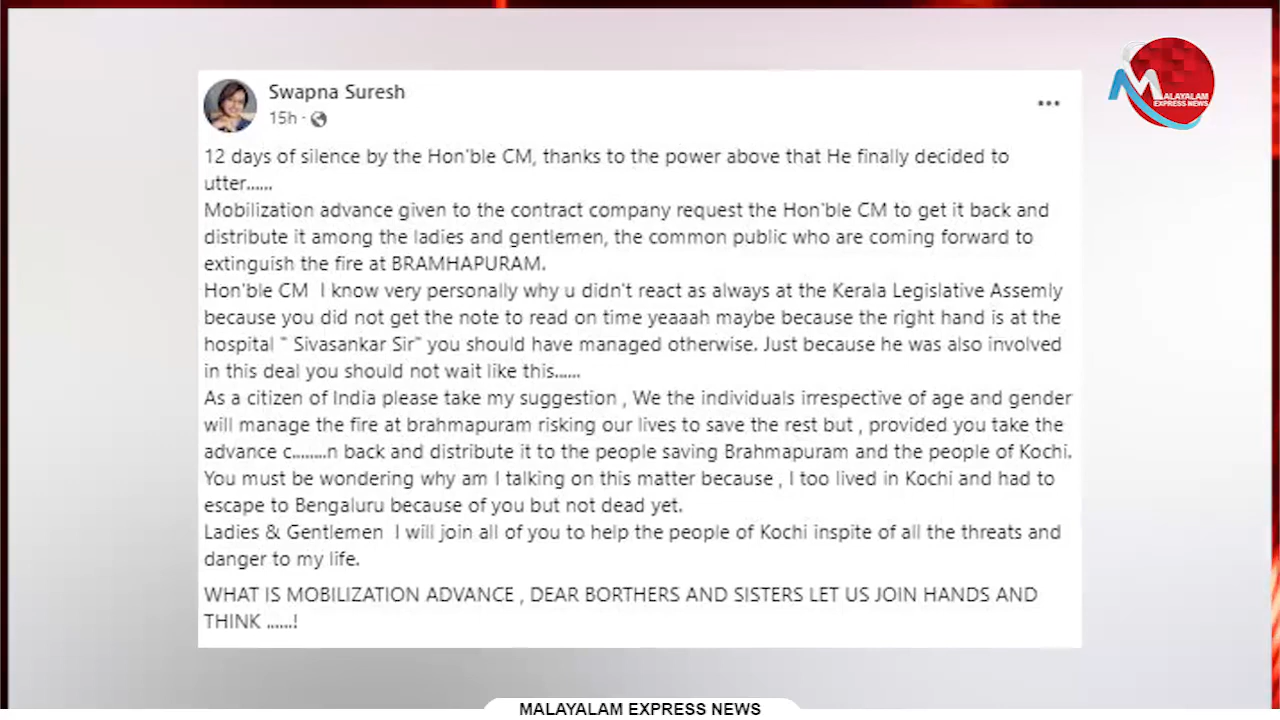 MALAYALAM
EXPRESS NEWS
Swapna Suresh
15h ·
12 days of silence by the Hon'ble CM, thanks to the power above that He finally decided to
utter......
Mobilization advance given to the contract company request the Hon'ble CM to get it back and
distribute it among the ladies and gentlemen, the common public who are coming forward to
extinguish the fire at BRAMHAPURAM.
Hon'ble CM I know very personally why u didn't react as always at the Kerala Legislative Assemly
because you did not get the note to read on time yeaaah maybe because the right hand is at the
hospital " Sivasankar Sir" you should have managed otherwise. Just because he was also involved
in this deal you should not wait like this......
As a citizen of India please take my suggestion , We the individuals irrespective of age and gender
will manage the fire at brahmapuram risking our lives to save the rest but , provided you take the
advance c........n back and distribute it to the people saving Brahmapuram and the people of Kochi.
You must be wondering why am I talking on this matter because , I too lived in Kochi and had to
escape to Bengaluru because of you but not dead yet.
Ladies & Gentlemen I will join all of you to help the people of Kochi inspite of all the threats and
danger to my life.
WHAT IS MOBILIZATION ADVANCE , DEAR BORTHERS AND SISTERS LET US JOIN HANDS AND
THINK ......!
MALAYALAM EXPRESS NEWS